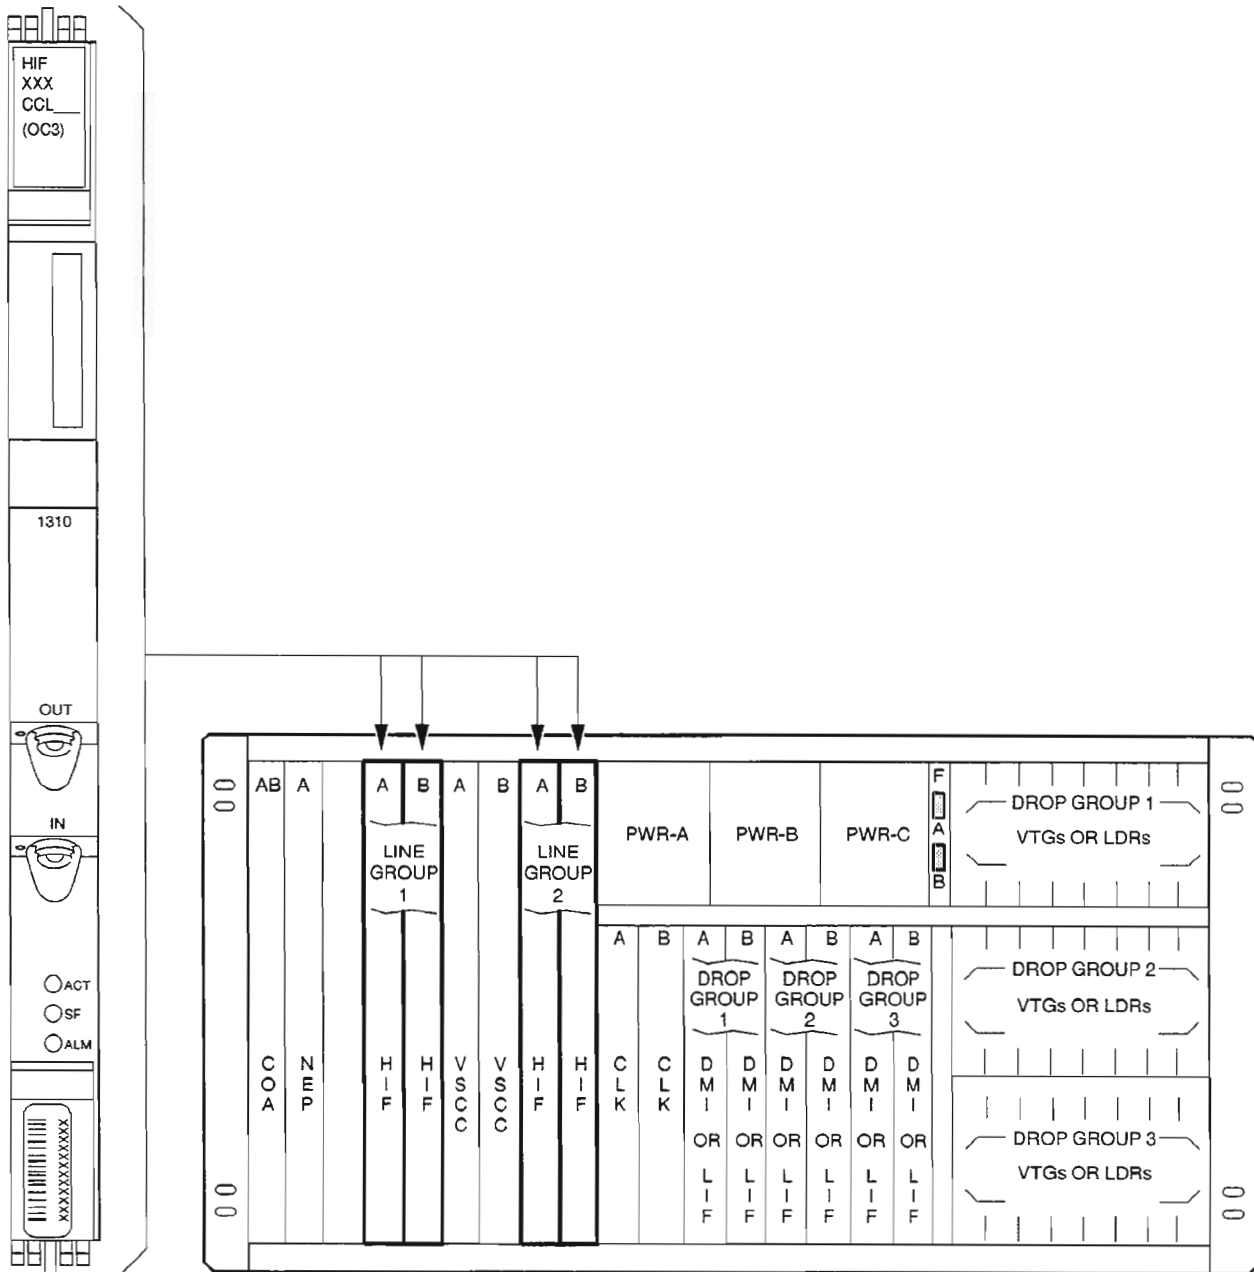 HIF
XXX
CCL___
(OC3)
1310
OUT
IN
ACT
SF
ALM
XXXXXXXXXXXXXX
AB A A B A B A B
LINE
GROUP
1
LINE
GROUP
2
COA NEP HIF HIF VSCC VSCC HIF HIF
PWR-A PWR-B PWR-C
F
A
B
DROP GROUP 1
VTGs OR LDRs
A B A B A B A B
DROP
GROUP
1
DROP
GROUP
2
DROP
GROUP
3
CLK CLK DMI DMI DMI DMI DMI DMI
OR OR OR OR OR OR
LIF LIF LIF LIF LIF LIF
DROP GROUP 2
VTGs OR LDRs
DROP GROUP 3
VTGs OR LDRs